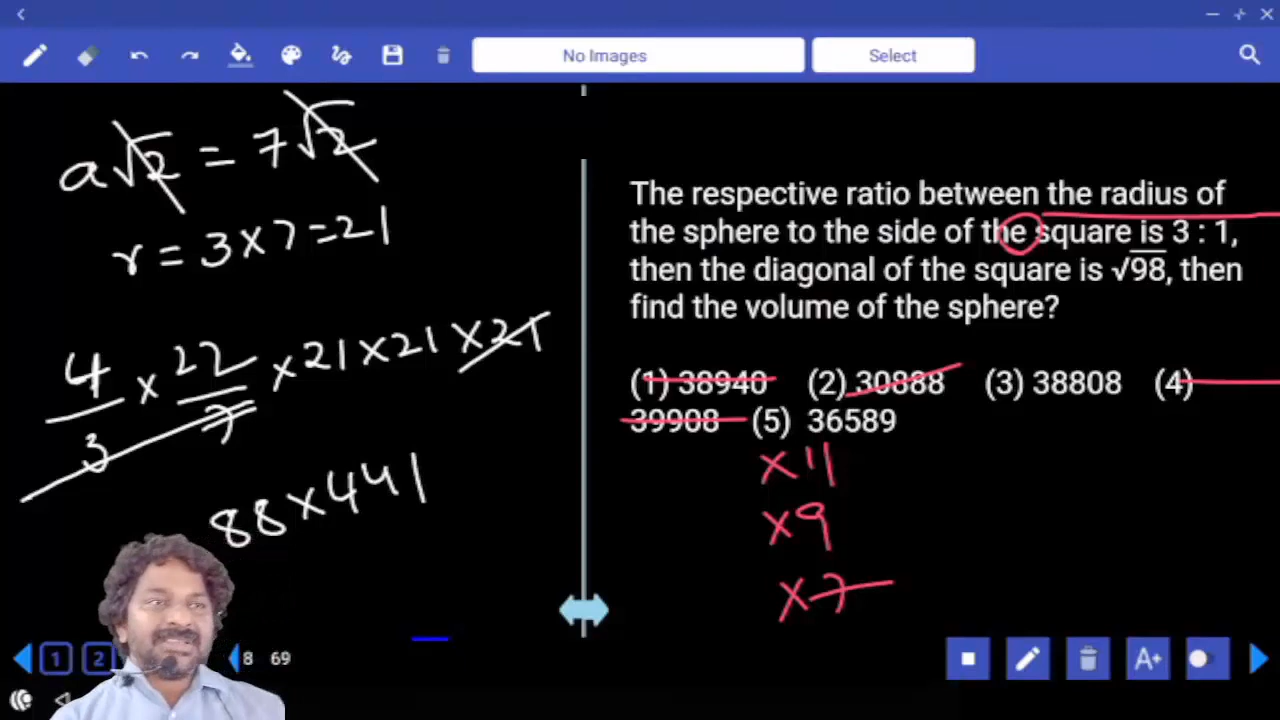 No Images
Select
a√2 = 7√2
r = 3×7=21
4/3 × 22/7 × 21 × 21 × 21
88×441
The respective ratio between the radius of
the sphere to the side of the square is 3 : 1,
then the diagonal of the square is √98, then
find the volume of the sphere?
(1) 38940 (2) 30888 (3) 38808 (4)
39908 (5) 36589
×11
×9
×7
1 2 8 69
A+